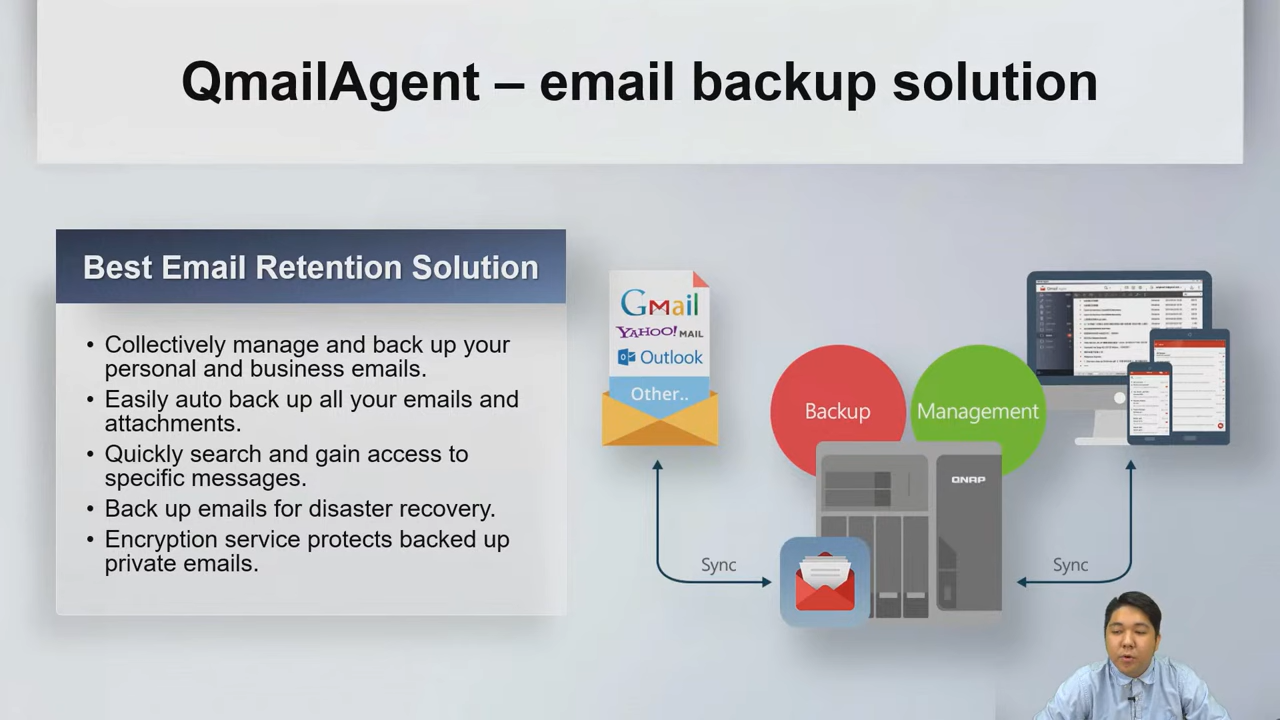 QmailAgent – email backup solution
Best Email Retention Solution
• Collectively manage and back up your
personal and business emails.
• Easily auto back up all your emails and
attachments.
• Quickly search and gain access to
specific messages.
• Back up emails for disaster recovery.
• Encryption service protects backed up
private emails.
Gmail
YAHOO! MAIL
Outlook
Other..
Backup
Management
QNAP
Sync
Sync